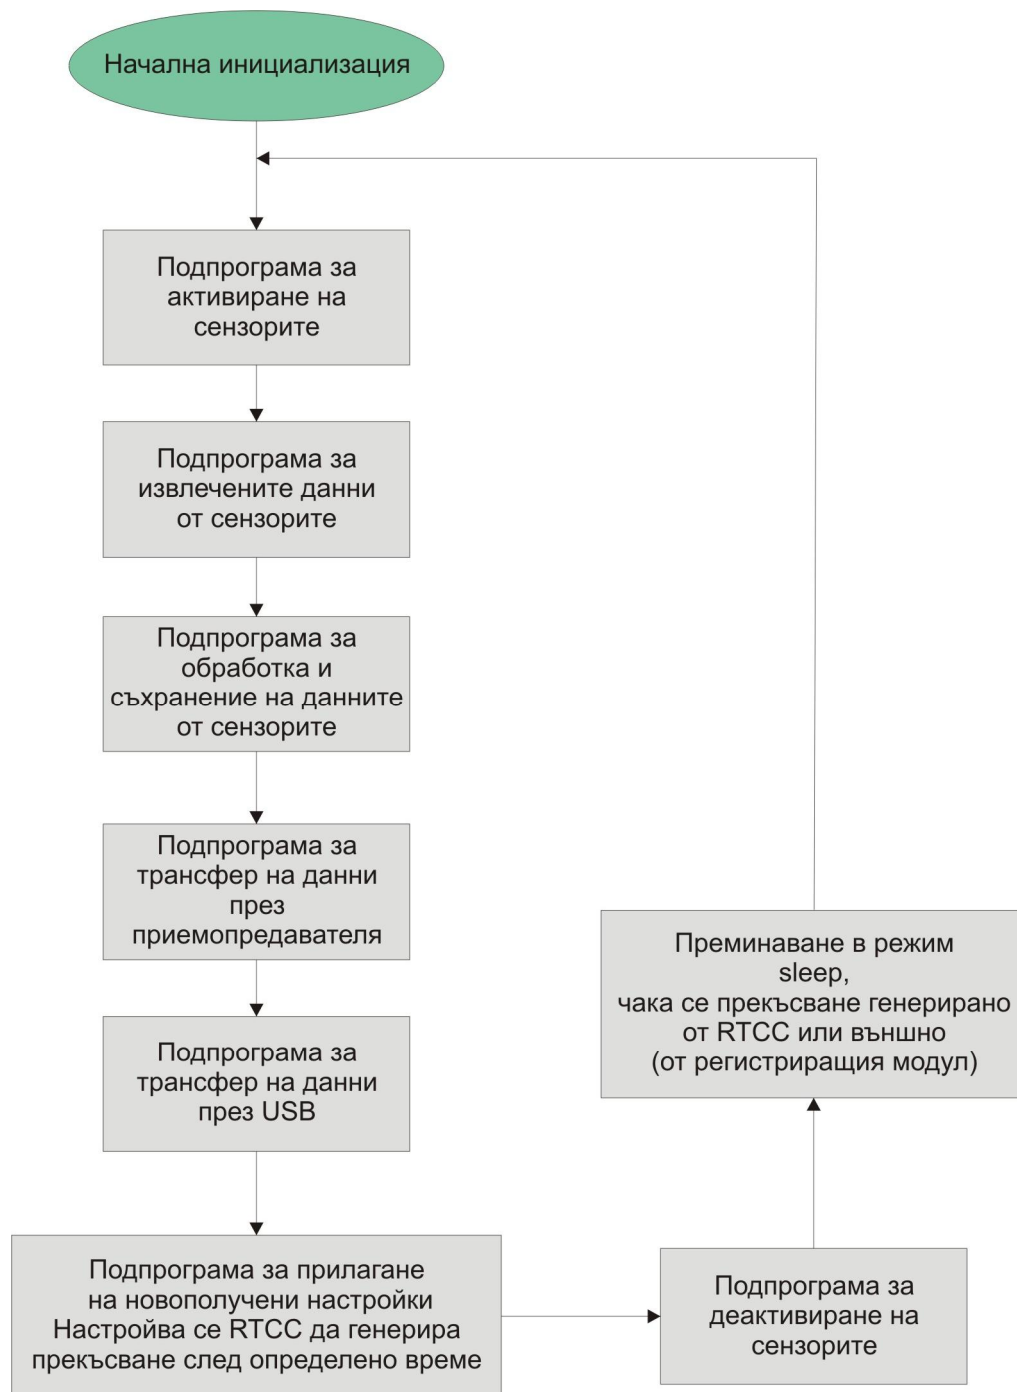 Начална инициализация
Подпрограма за
активиране на
сензорите
Подпрограма за
извлечените данни
от сензорите
Подпрограма за
обработка и
съхранение на данните
от сензорите
Подпрограма за
трансфер на данни
през
приемопредавателя
Подпрограма за
трансфер на данни
през USB
Подпрограма за прилагане
на новополучени настройки
Настройва се RTCC да генерира
прекъсване след определено време
Подпрограма за
деактивиране на
сензорите
Преминаване в режим
sleep,
чака се прекъсване генерирано
от RTCC или външно
(от регистриращия модул)